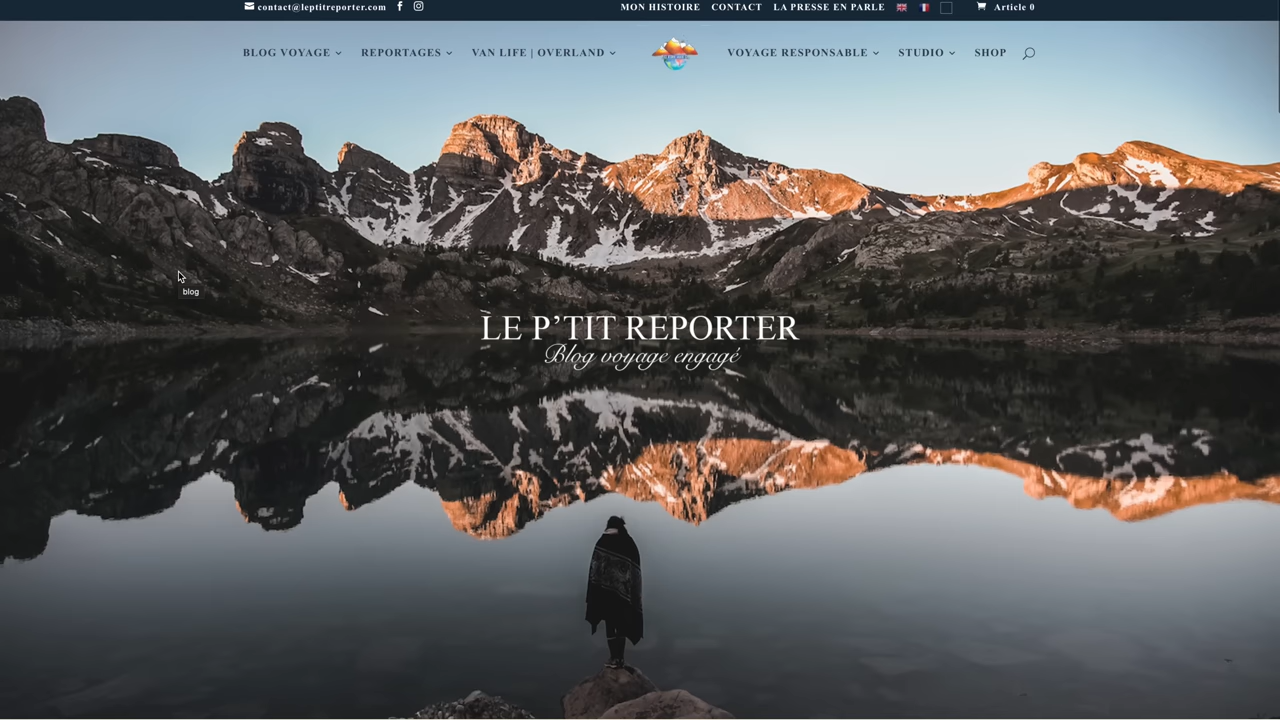 contact@leptitreporter.com
MON HISTOIRE CONTACT LA PRESSE EN PARLE Article 0
BLOG VOYAGE REPORTAGES VAN LIFE | OVERLAND VOYAGE RESPONSABLE STUDIO SHOP
blog
LE P'TIT REPORTER
Blog voyage engagé